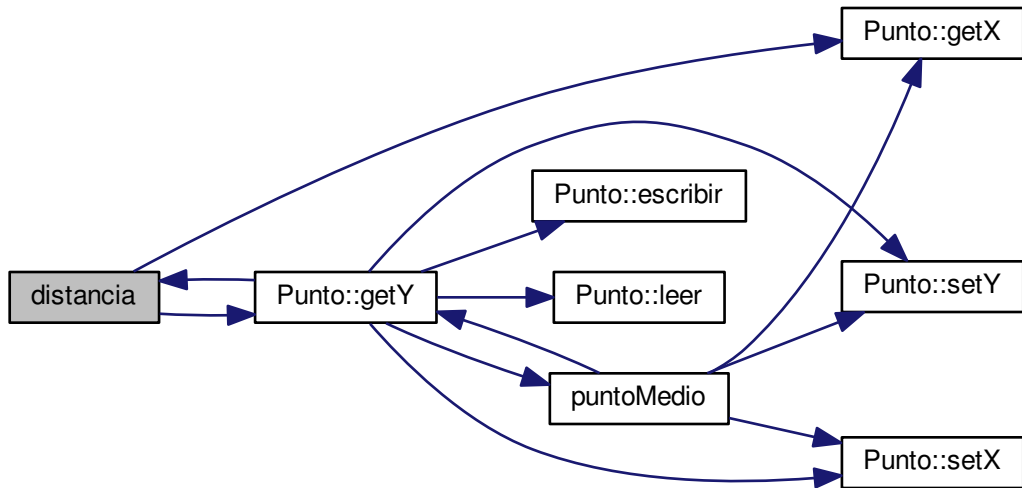 Punto::getX
Punto::escribir
distancia
Punto::getY
Punto::leer
Punto::setY
puntoMedio
Punto::setX